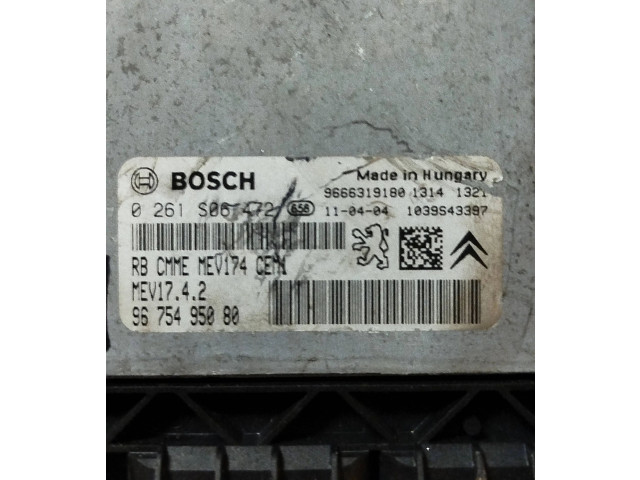 BOSCH
Made in Hungary
9666319180 1314 1321
0 261 S06 472 658 11-04-04 1039S43397
RB CMME MEV174 CEM1
MEV17.4.2
96 754 950 80